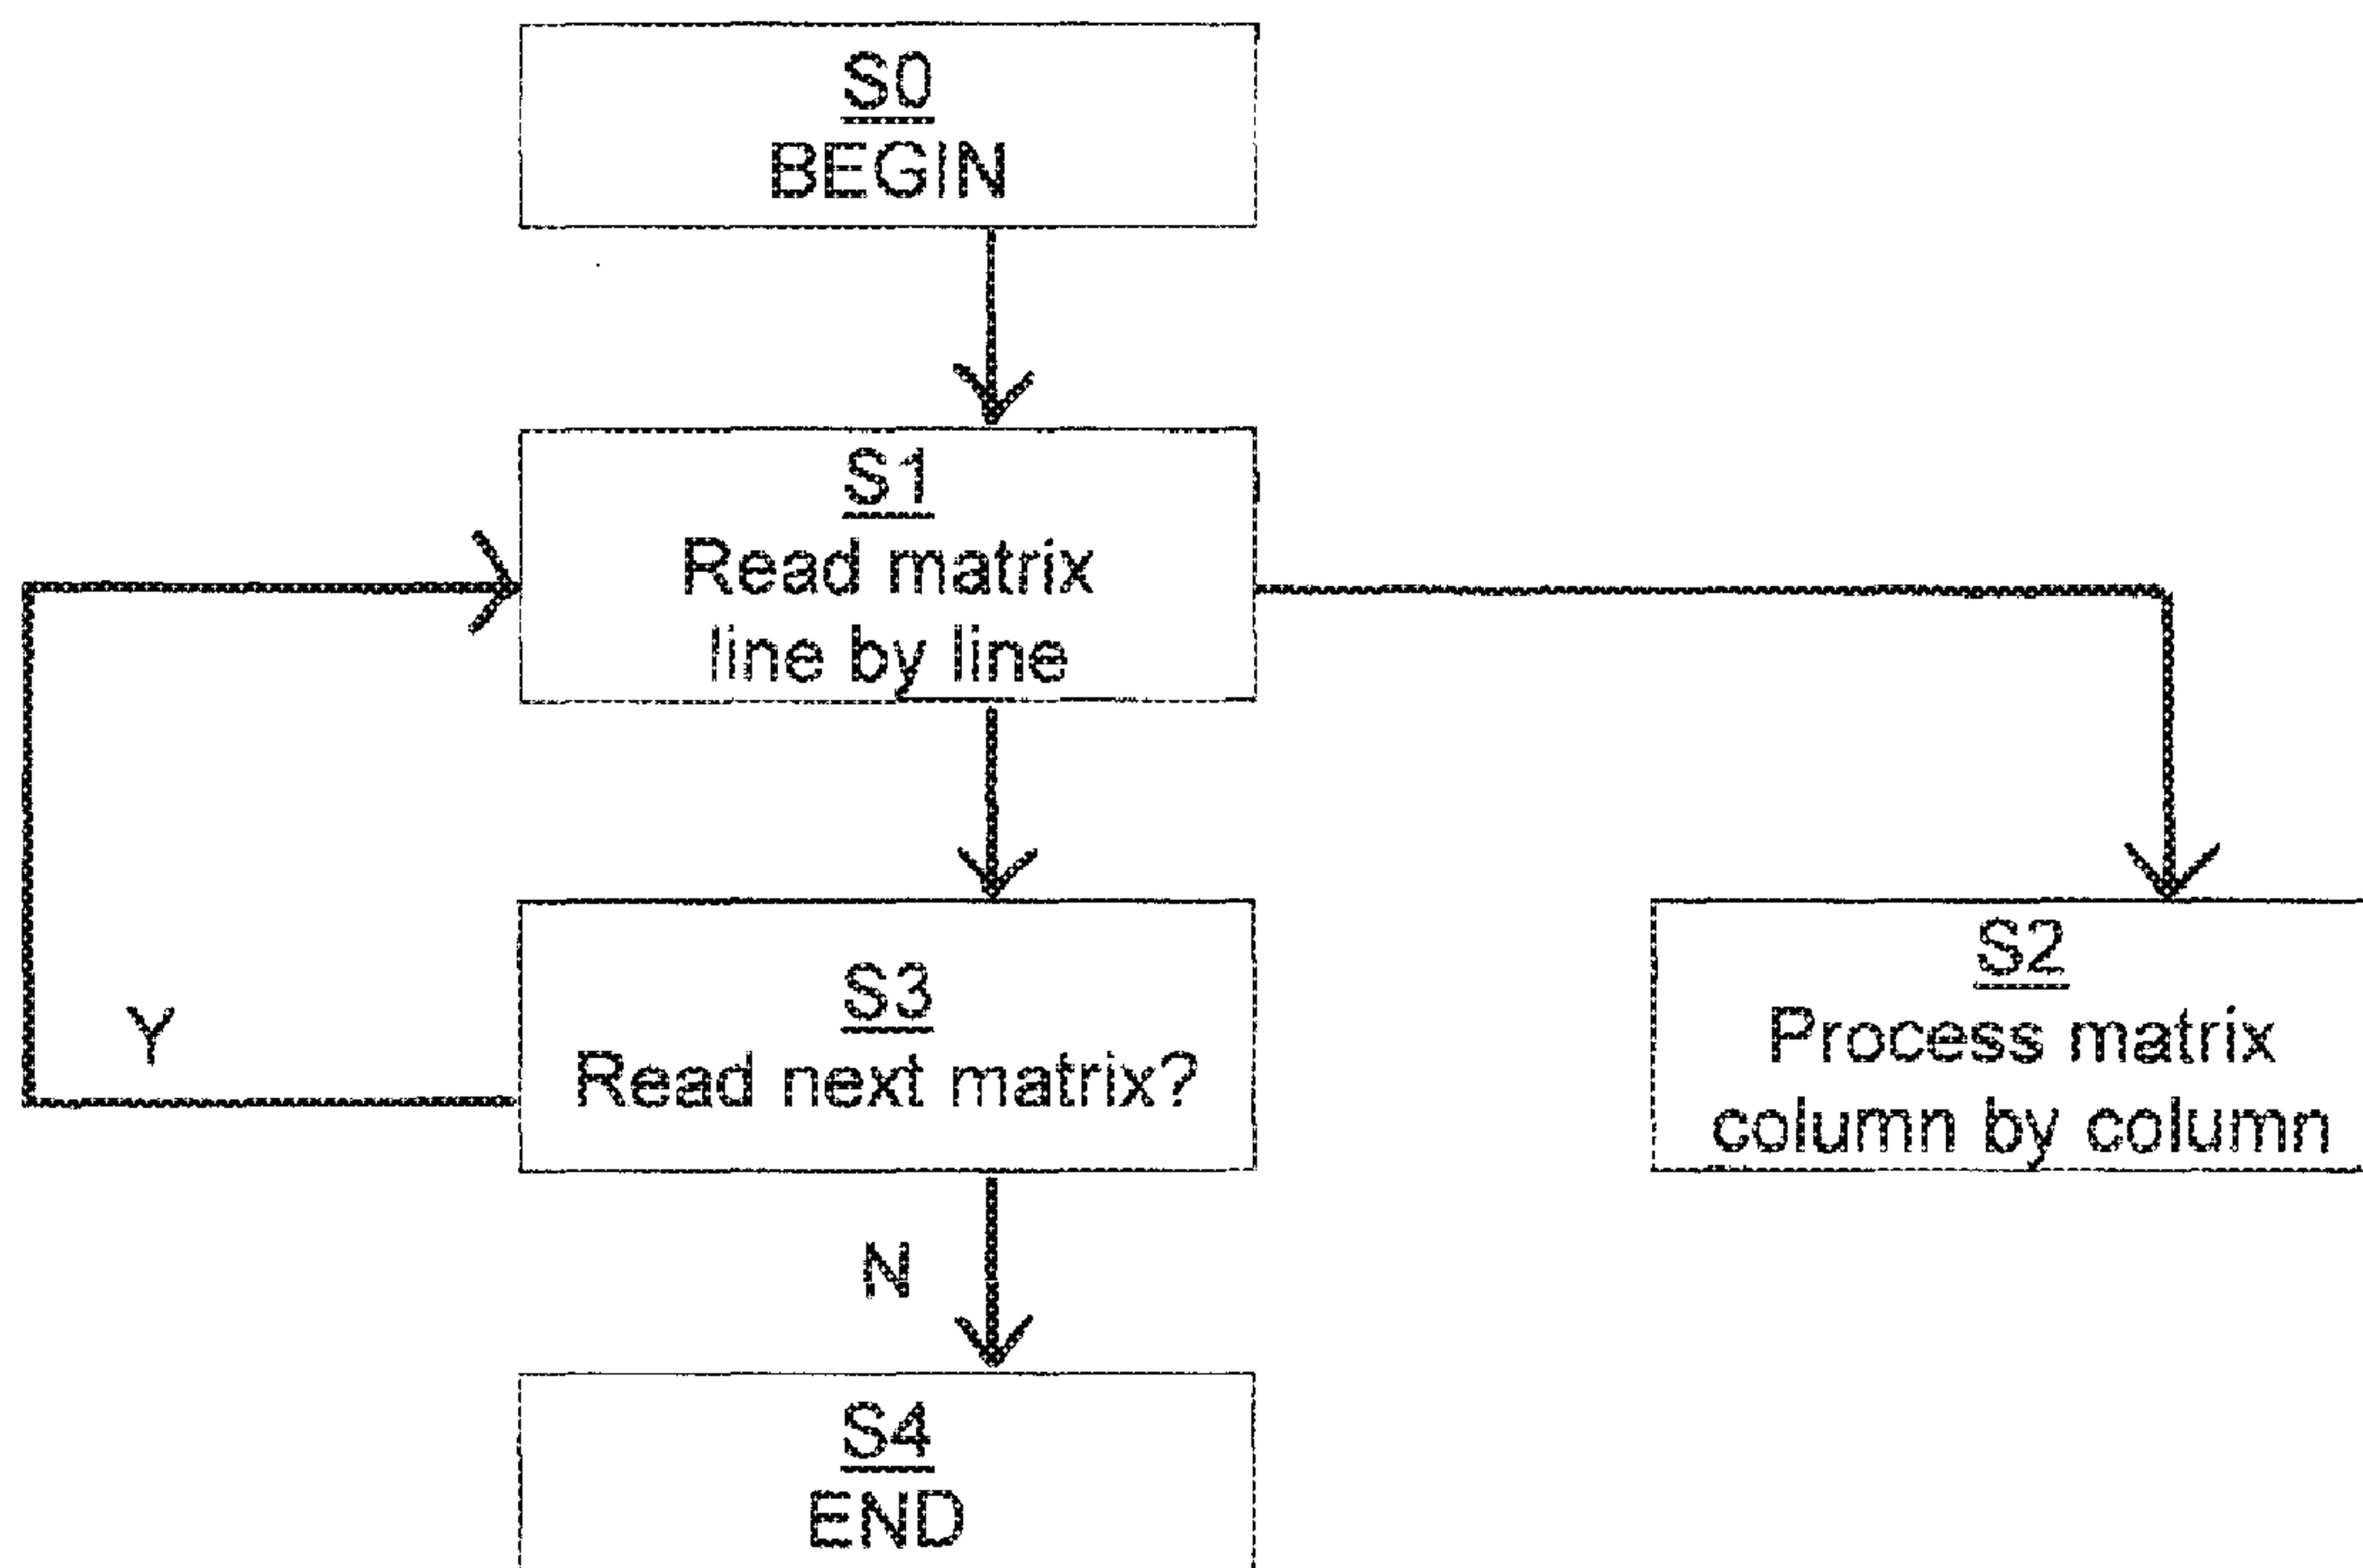 S0
BEGIN
S1
Read matrix
line by line
S3
Read next matrix?
Y
N
S2
Process matrix
column by column
S4
END